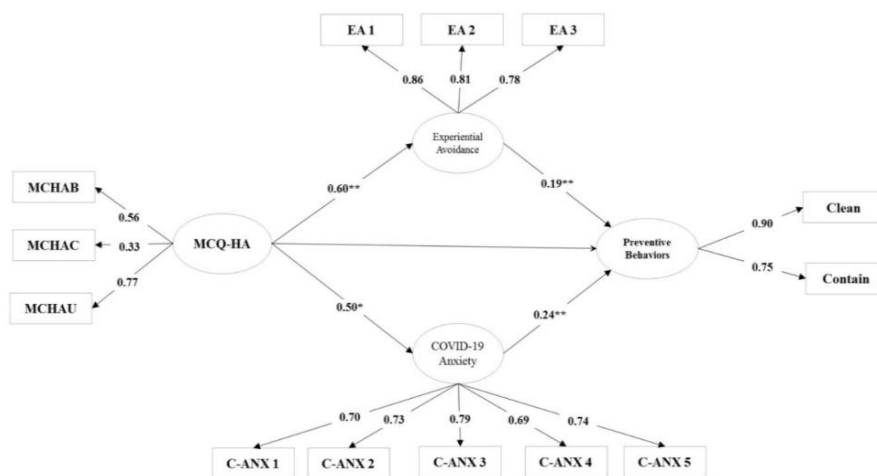 EA 1
EA 2
EA 3
0.86
0.81
0.78
Experiential
Avoidance
MCHAB
0.60**
0.19**
Clean
0.56
0.90
MCHAC
0.33
MCQ-HA
Preventive
Behaviors
0.77
0.75
Contain
MCHAU
0.50*
0.24**
COVID-19
Anxiety
0.70
0.73
0.79
0.69
0.74
C-ANX 1
C-ANX 2
C-ANX 3
C-ANX 4
C-ANX 5